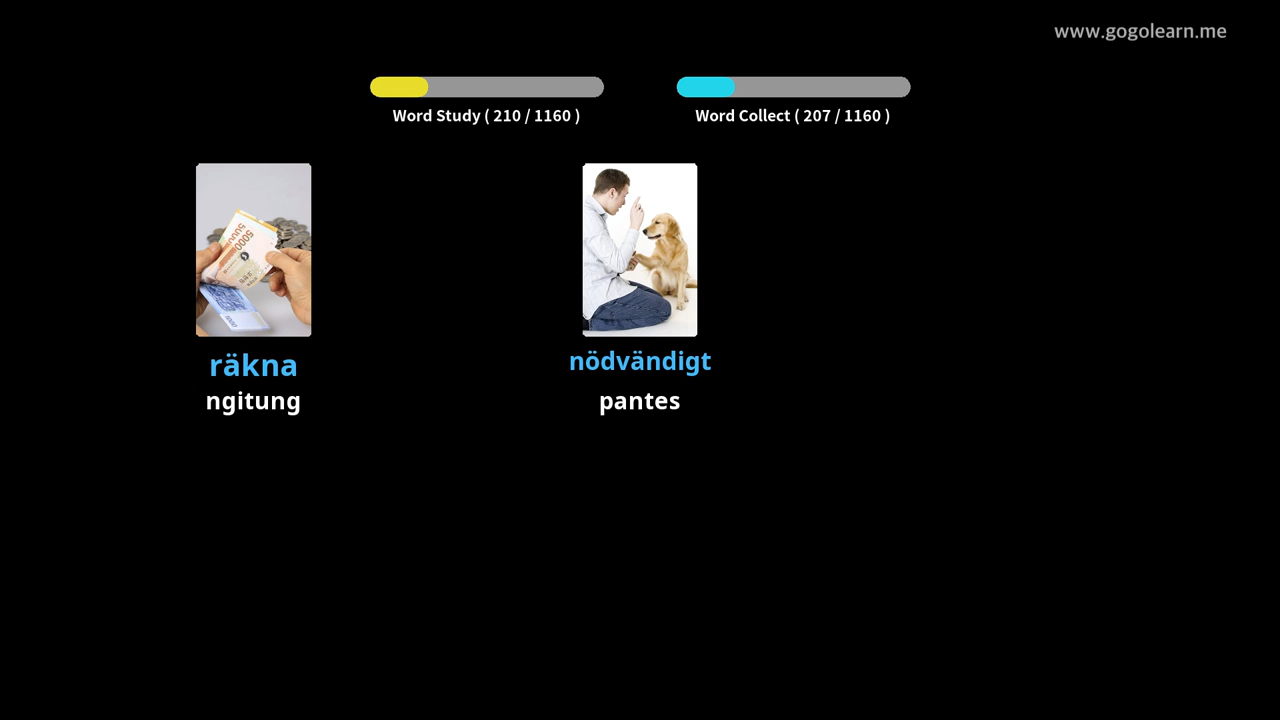 www.gogolearn.me
Word Study ( 210 / 1160 )
Word Collect ( 207 / 1160 )
räkna
ngitung
nödvändigt
pantes